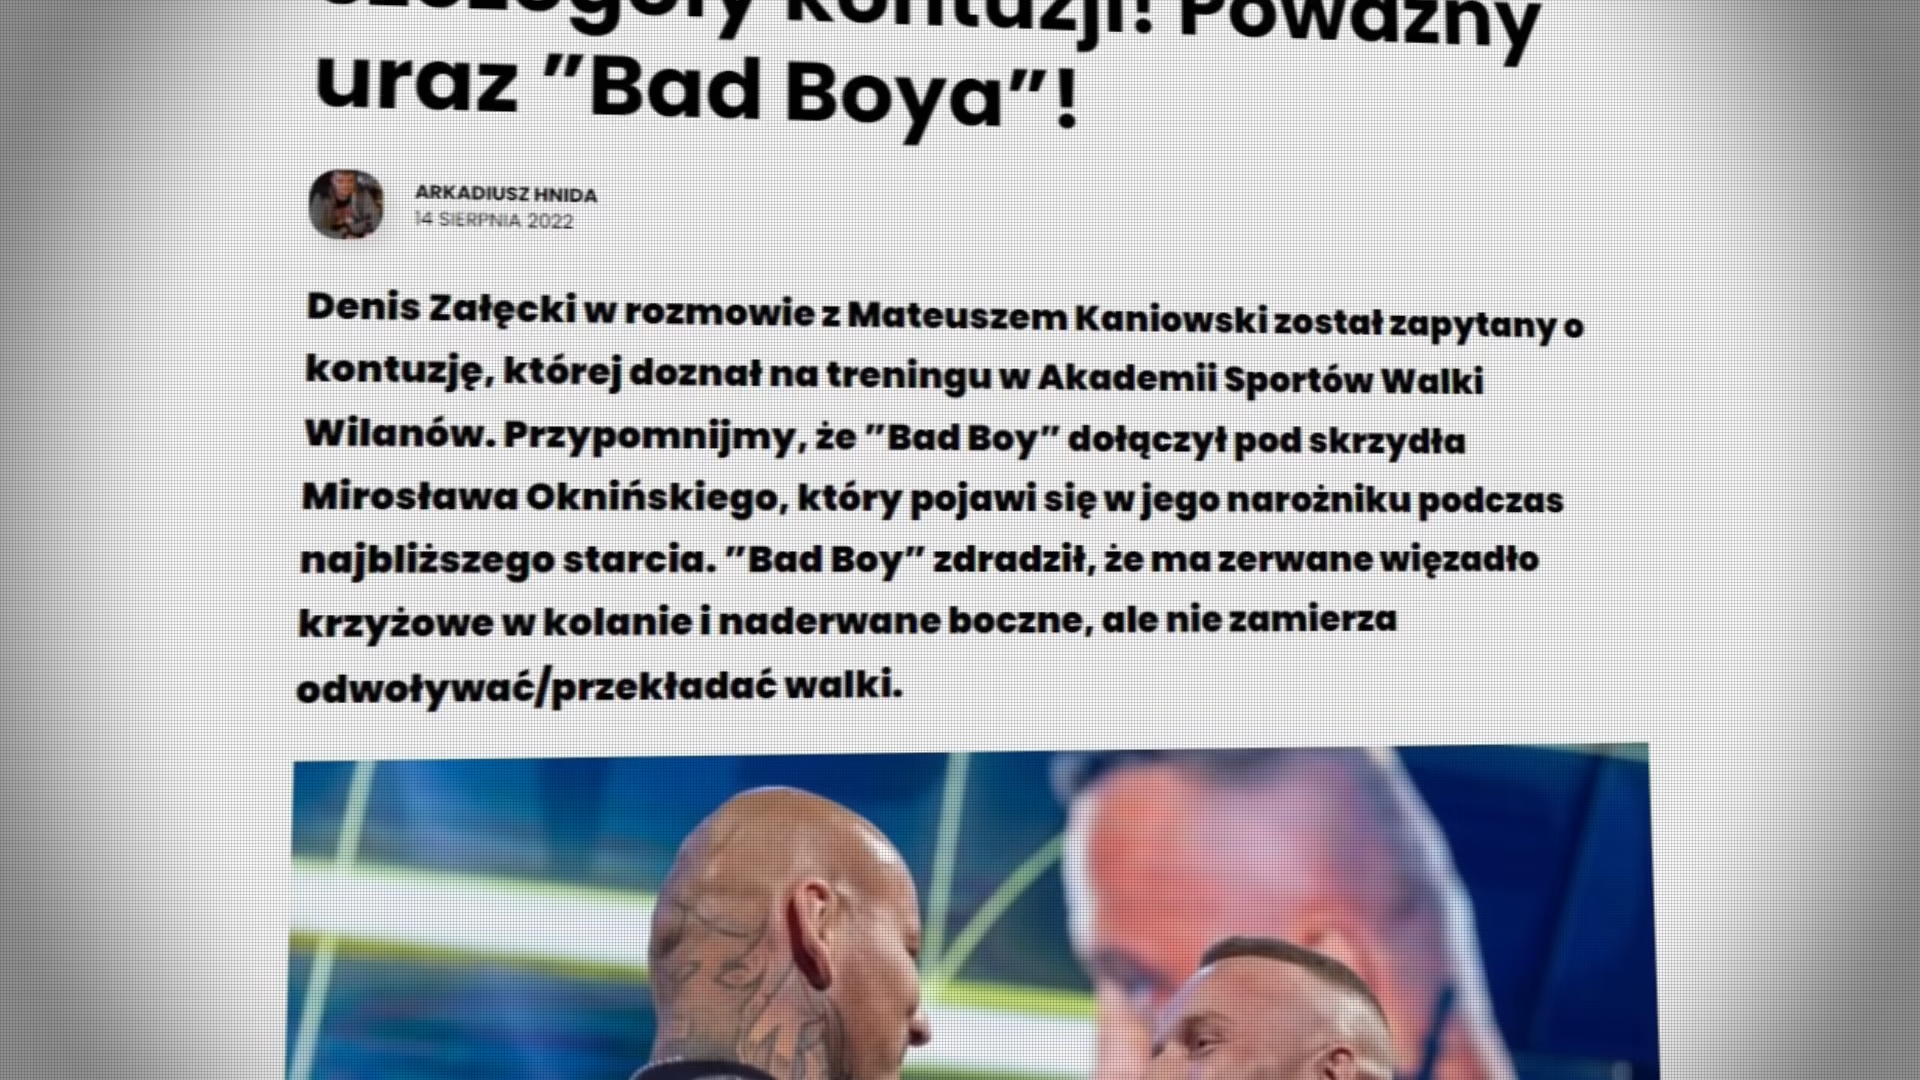 szczegóły kontuzji! Poważny
uraz ”Bad Boya”!
ARKADIUSZ HNIDA
14 SIERPNIA 2022
Denis Załęcki w rozmowie z Mateuszem Kaniowski został zapytany o
kontuzję, której doznał na treningu w Akademii Sportów Walki
Wilanów. Przypomnijmy, że ”Bad Boy” dołączył pod skrzydła
Mirosława Oknińskiego, który pojawi się w jego narożniku podczas
najbliższego starcia. ”Bad Boy” zdradził, że ma zerwane więzadło
krzyżowe w kolanie i naderwane boczne, ale nie zamierza
odwoływać/przekładać walki.